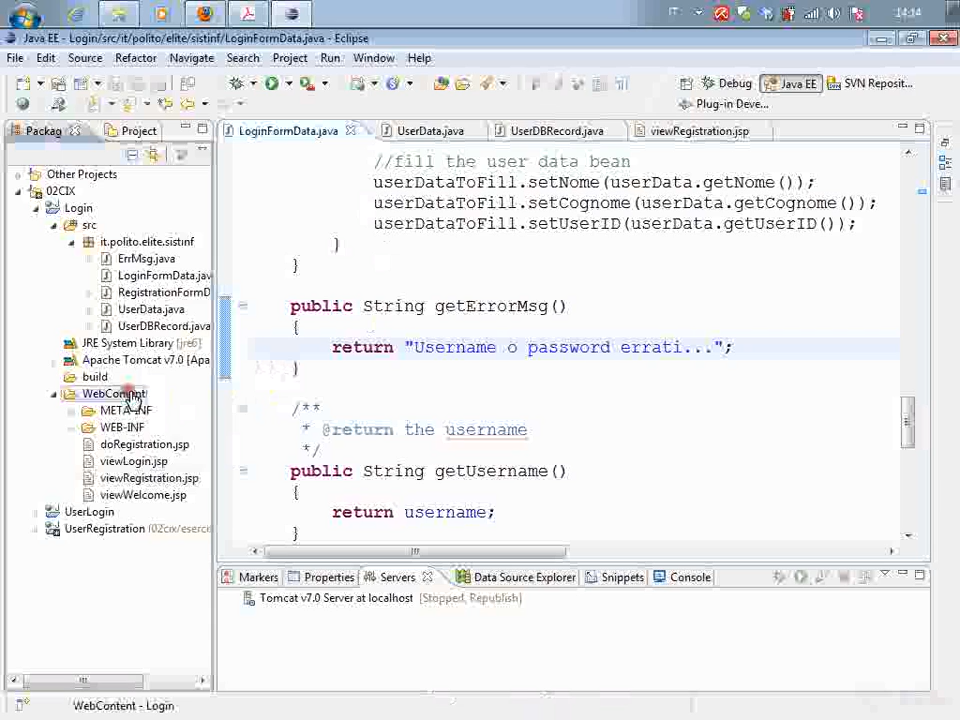 IT
14:14
Java EE - Login/src/it/polito/elite/sistinf/LoginFormData.java - Eclipse
File Edit Source Refactor Navigate Search Project Run Window Help
Debug Java EE SVN Reposit...
Plug-in Deve...
Packag Project
LoginFormData.java UserData.java UserDBRecord.java viewRegistration.jsp
Other Projects
02CIX
Login
src
it.polito.elite.sistinf
ErrMsg.java
LoginFormData.jav
RegistrationFormD
UserData.java
UserDBRecord.java
JRE System Library [jre6]
Apache Tomcat v7.0 [Apa
build
WebContent
META-INF
WEB-INF
doRegistration.jsp
viewLogin.jsp
viewRegistration.jsp
viewWelcome.jsp
UserLogin
UserRegistration (02cix/eserci
//fill the user data bean
userDataToFill.setNome(userData.getNome());
userDataToFill.setCognome(userData.getCognome());
userDataToFill.setUserID(userData.getUserID());
}
}
public String getErrorMsg()
{
return "Username o password errati...";
}
/**
* @return the username
*/
public String getUsername()
{
return username;
}
Markers Properties Servers Data Source Explorer Snippets Console
Tomcat v7.0 Server at localhost [Stopped, Republish]
WebContent - Login